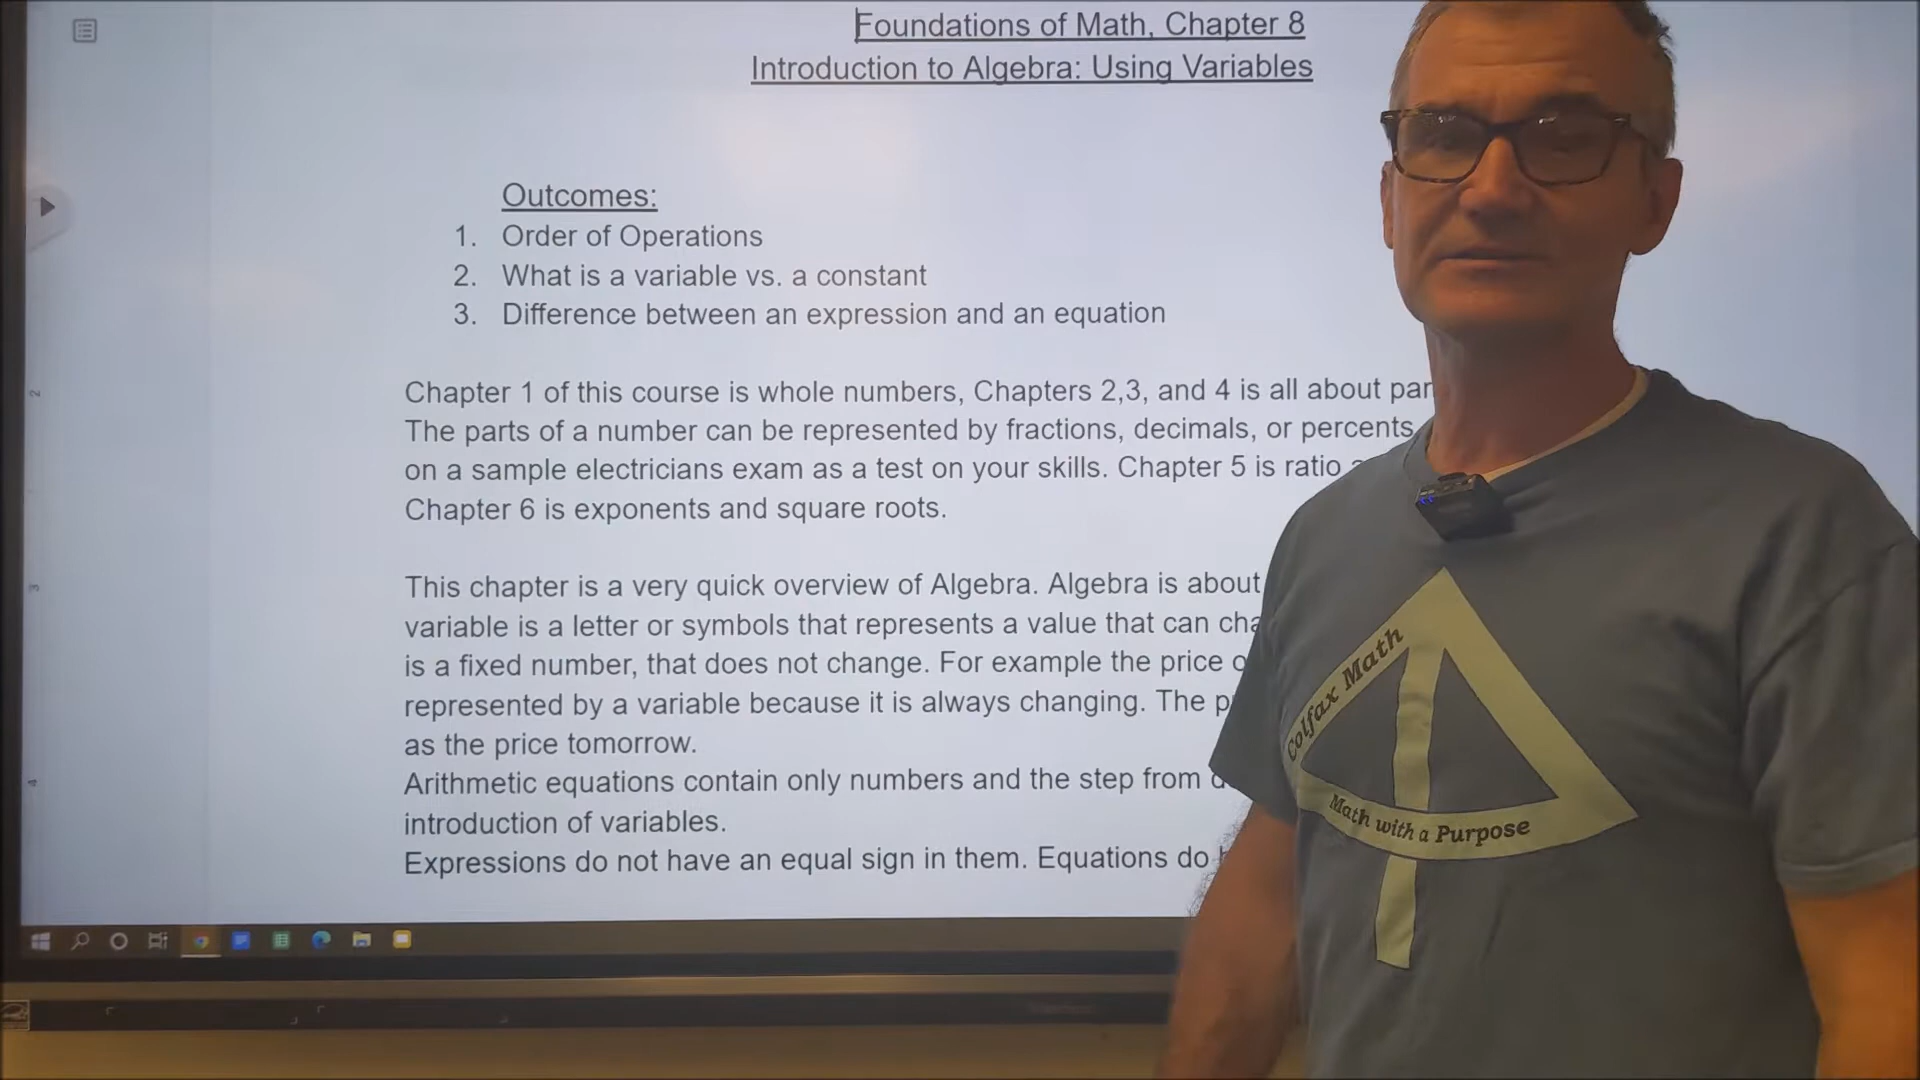 Foundations of Math, Chapter 8
Introduction to Algebra: Using Variables
Outcomes:
1. Order of Operations
2. What is a variable vs. a constant
3. Difference between an expression and an equation
Chapter 1 of this course is whole numbers, Chapters 2,3, and 4 is all about par
The parts of a number can be represented by fractions, decimals, or percents
on a sample electricians exam as a test on your skills. Chapter 5 is ratio
Chapter 6 is exponents and square roots.
This chapter is a very quick overview of Algebra. Algebra is about
variable is a letter or symbols that represents a value that can cha
is a fixed number, that does not change. For example the price o
represented by a variable because it is always changing. The p
as the price tomorrow.
Arithmetic equations contain only numbers and the step from
introduction of variables.
Expressions do not have an equal sign in them. Equations do
Colfax Math
Math with a Purpose
2
3
4